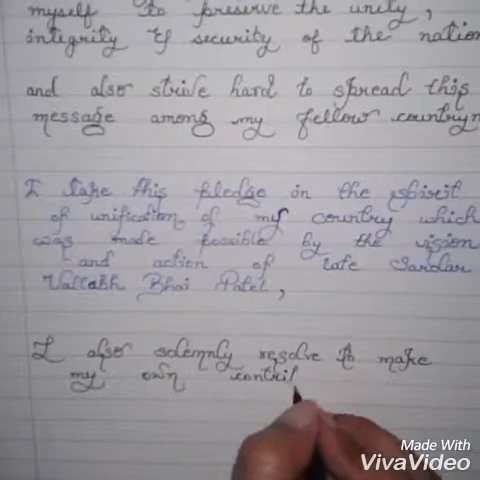 myself to preserve the unity,
integrity & security of the nation
and also strive hard to spread this
message among my fellow countrym
I take this pledge in the spirit
of unification of my country which
was made possible by the vision
and action of late Sardar
Vallabh Bhai Patel,
I also solemnly resolve to make
my own contri
Made With
VivaVideo